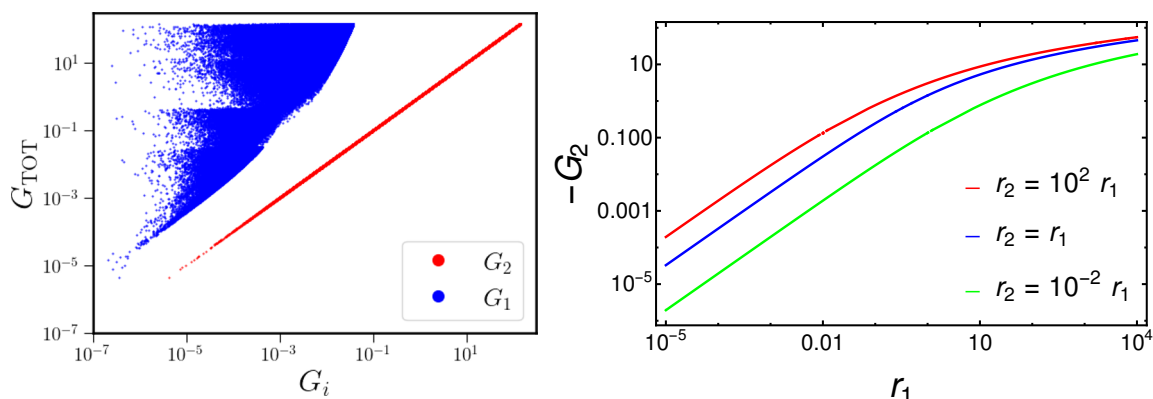 G_TOT
10^1
10^-1
10^-3
10^-5
10^-7
10^-7
10^-5
10^-3
10^-1
10^1
G_i
G_2
G_1
-G_2
10
0.100
0.001
10^-5
10^-5
0.01
10
10^4
r_1
r_2 = 10^2 r_1
r_2 = r_1
r_2 = 10^-2 r_1